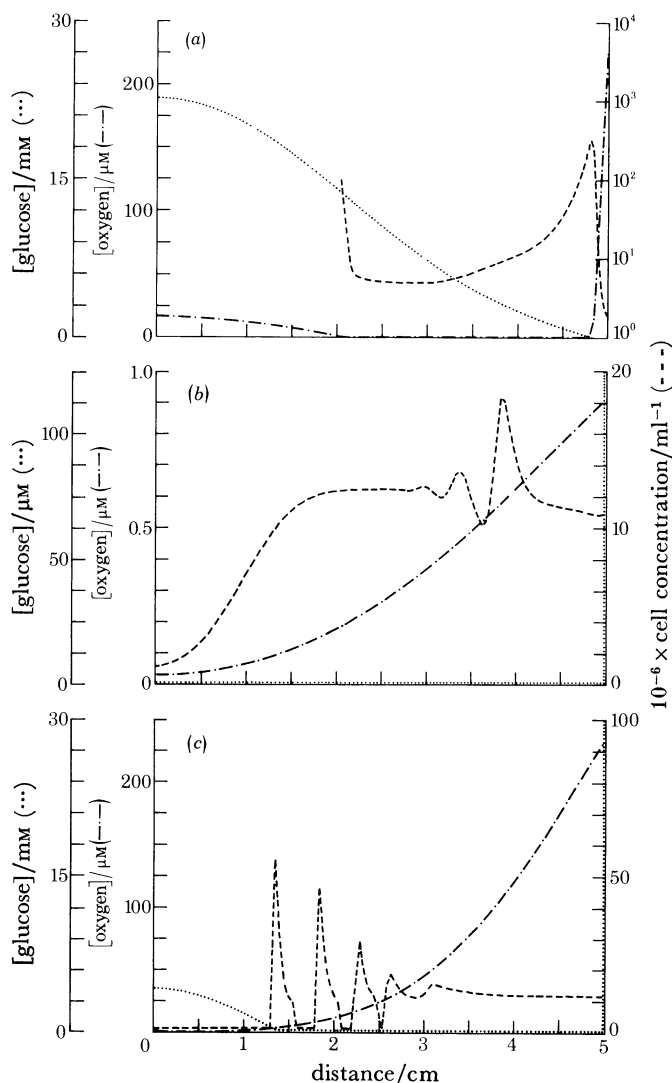 30
(a)
10⁴
200
10³
[glucose]/mM (···)
[oxygen]/μM (–·–)
15
10²
100
10¹
0
0
10⁰
1.0
(b)
20
[glucose]/μM (···)
[oxygen]/μM (–·–)
100
0.5
10
50
0
0
0
10⁻⁶ × cell concentration/ml⁻¹ (---)
30
(c)
100
200
[glucose]/mM (···)
[oxygen]/μM (–·–)
15
50
100
0
0
0 1 2 3 4 5
distance/cm